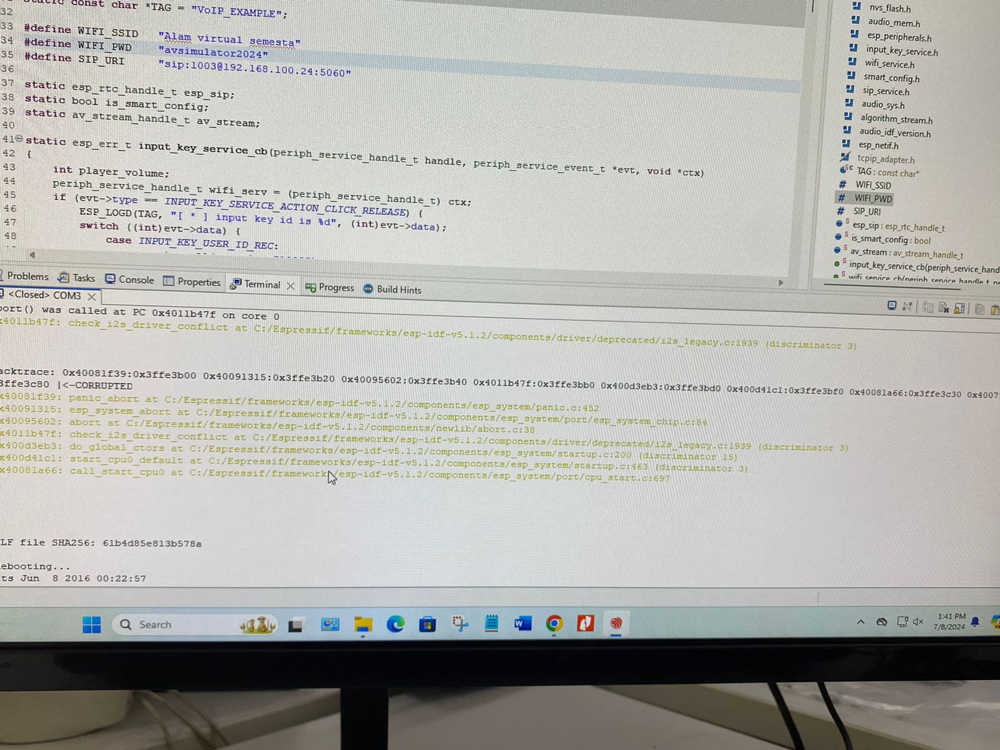 32 static const char *TAG = "VoIP_EXAMPLE";
33 #define WIFI_SSID "Alam virtual semesta"
34 #define WIFI_PWD "avsimulator2024"
35 #define SIP_URI "sip:1003@192.168.100.24:5060"
36
37 static esp_rtc_handle_t esp_sip;
38 static bool is_smart_config;
39 static av_stream_handle_t av_stream;
40
41 static esp_err_t input_key_service_cb(periph_service_handle_t handle, periph_service_event_t *evt, void *ctx)
42 {
43 int player_volume;
44 periph_service_handle_t wifi_serv = (periph_service_handle_t) ctx;
45 if (evt->type == INPUT_KEY_SERVICE_ACTION_CLICK_RELEASE) {
46 ESP_LOGD(TAG, "[ * ] input key id is %d", (int)evt->data);
47 switch ((int)evt->data) {
48 case INPUT_KEY_USER_ID_REC:
nvs_flash.h
audio_mem.h
esp_peripherals.h
input_key_service.h
wifi_service.h
smart_config.h
sip_service.h
audio_sys.h
algorithm_stream.h
audio_idf_version.h
esp_netif.h
tcpip_adapter.h
SC TAG : const char*
# WIFI_SSID
# WIFI_PWD
# SIP_URI
S esp_sip : esp_rtc_handle_t
S is_smart_config : bool
S av_stream : av_stream_handle_t
S input_key_service_cb(periph_service_hand
S wifi_service_cb(periph_service_handle_t
Problems Tasks Console Properties Terminal Progress Build Hints
<Closed> COM3
ort() was called at PC 0x4011b47f on core 0
x4011b47f: check_i2s_driver_conflict at C:/Espressif/frameworks/esp-idf-v5.1.2/components/driver/deprecated/i2s_legacy.c:1939 (discriminator 3)
acktrace: 0x40081f39:0x3ffe3b00 0x40091315:0x3ffe3b20 0x40095602:0x3ffe3b40 0x4011b47f:0x3ffe3bb0 0x400d3eb3:0x3ffe3bd0 0x400d41c1:0x3ffe3bf0 0x40081a66:0x3ffe3c30 0x4007
3ffe3c80 |<-CORRUPTED
x40081f39: panic_abort at C:/Espressif/frameworks/esp-idf-v5.1.2/components/esp_system/panic.c:452
x40091315: esp_system_abort at C:/Espressif/frameworks/esp-idf-v5.1.2/components/esp_system/port/esp_system_chip.c:84
x40095602: abort at C:/Espressif/frameworks/esp-idf-v5.1.2/components/newlib/abort.c:38
x4011b47f: check_i2s_driver_conflict at C:/Espressif/frameworks/esp-idf-v5.1.2/components/driver/deprecated/i2s_legacy.c:1939 (discriminator 3)
x400d3eb3: do_global_ctors at C:/Espressif/frameworks/esp-idf-v5.1.2/components/esp_system/startup.c:200 (discriminator 15)
x400d41c1: start_cpu0_default at C:/Espressif/frameworks/esp-idf-v5.1.2/components/esp_system/startup.c:463 (discriminator 3)
x40081a66: call_start_cpu0 at C:/Espressif/frameworks/esp-idf-v5.1.2/components/esp_system/port/cpu_start.c:697
LF file SHA256: 61b4d85e813b578a
ebooting...
ts Jun 8 2016 00:22:57
Search
1:41 PM
7/8/2024